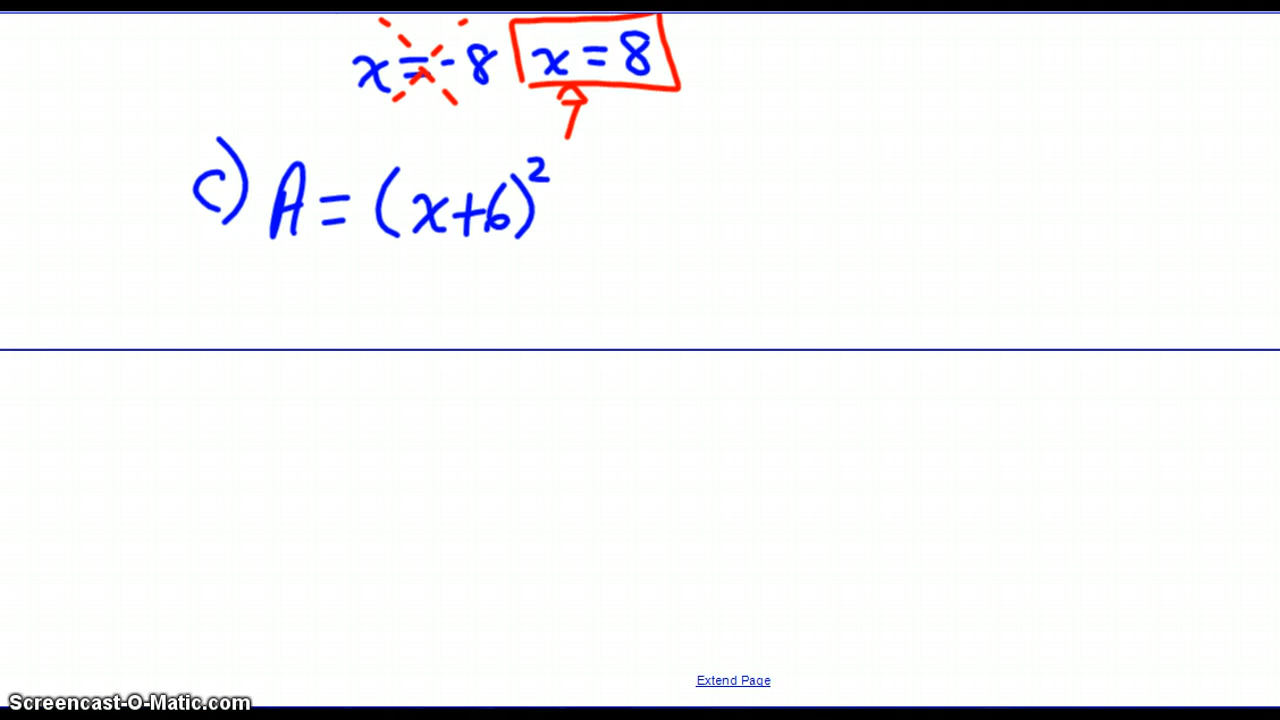 x = -8 x = 8
c) A = (x+6)²
Extend Page
Screencast-O-Matic.com